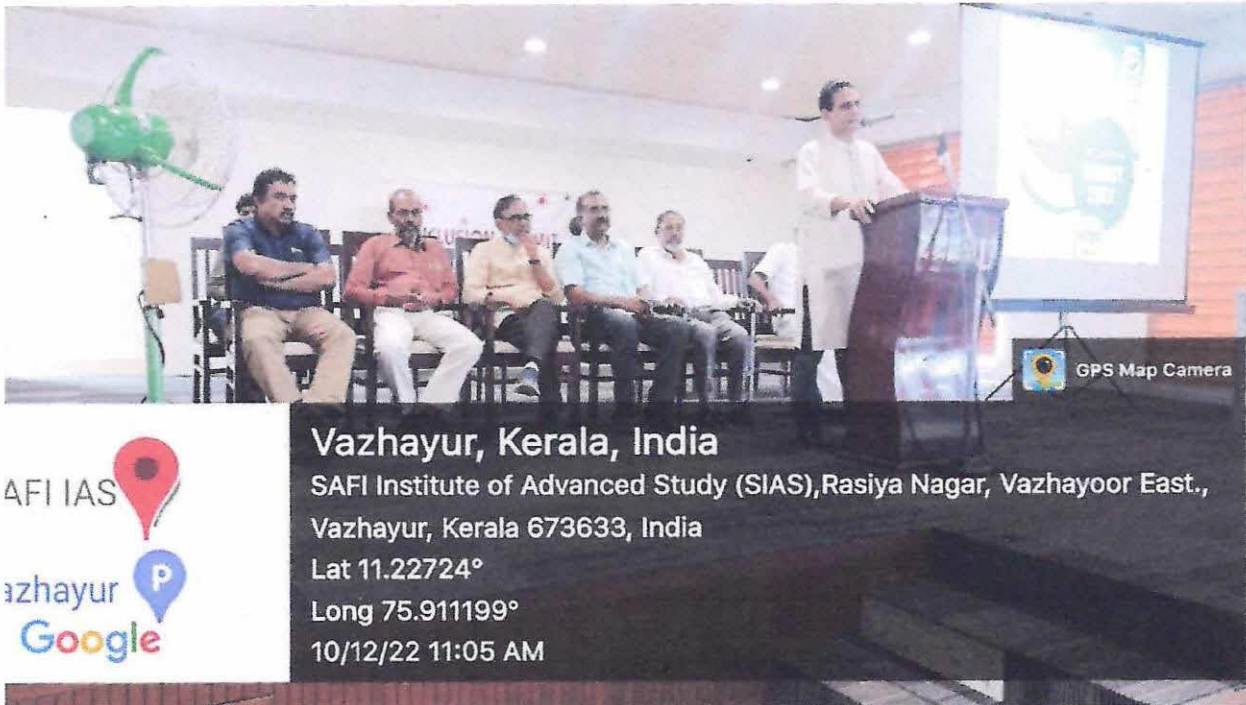 GPS Map Camera
AFI IAS
azhayur
Google
P
Vazhayur, Kerala, India
SAFI Institute of Advanced Study (SIAS),Rasiya Nagar, Vazhayoor East.,
Vazhayur, Kerala 673633, India
Lat 11.22724°
Long 75.911199°
10/12/22 11:05 AM